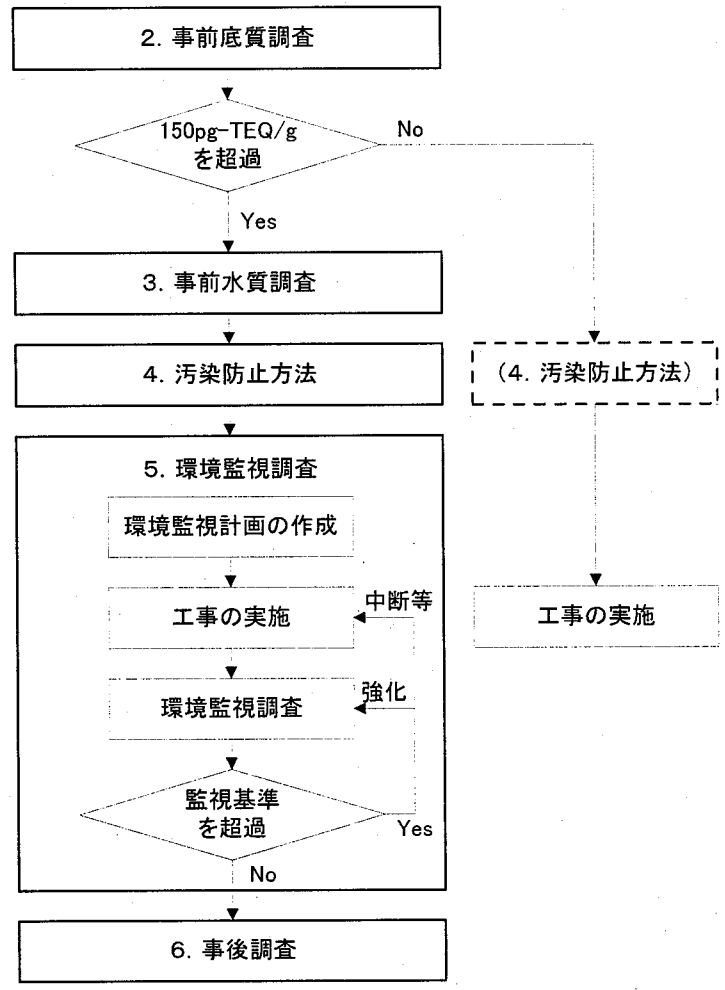 2. 事前底質調査
150pg-TEQ/g
を超過
No
Yes
3. 事前水質調査
4. 汚染防止方法
(4. 汚染防止方法)
5. 環境監視調査
環境監視計画の作成
中断等
工事の実施
工事の実施
強化
環境監視調査
監視基準
を超過
Yes
No
6. 事後調査